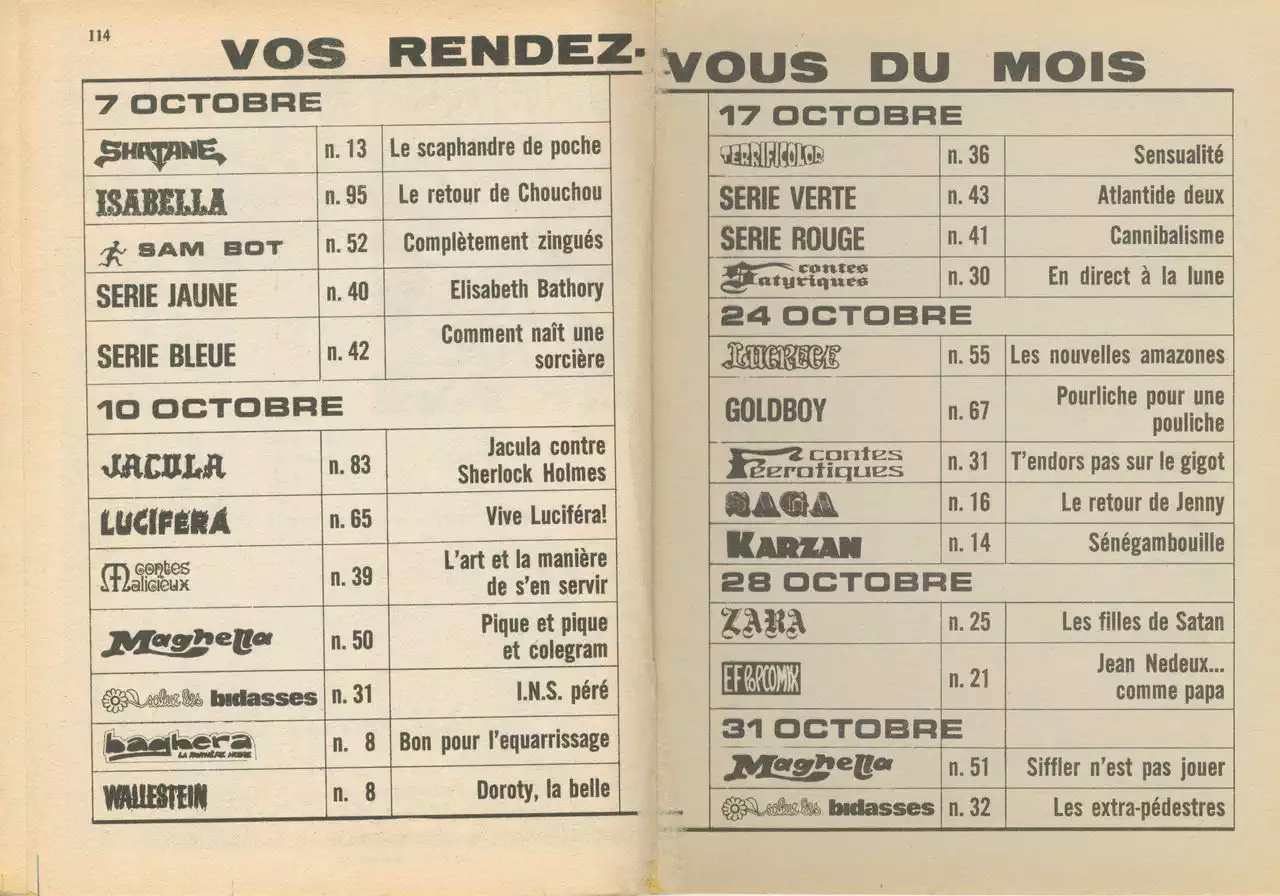 114
VOS RENDEZ-VOUS DU MOIS
7 OCTOBRE
SHATANE n. 13 Le scaphandre de poche
ISABELLA n. 95 Le retour de Chouchou
SAM BOT n. 52 Complètement zingués
SERIE JAUNE n. 40 Elisabeth Bathory
SERIE BLEUE n. 42 Comment naît une
sorcière
10 OCTOBRE
JACULA n. 83 Jacula contre
Sherlock Holmes
LUCIFERA n. 65 Vive Luciféra!
contes
Malicieux n. 39 L'art et la manière
de s'en servir
Maghella n. 50 Pique et pique
et colegram
salut les bidasses n. 31 I.N.S. péré
baghera
LA PANTHÈRE NOIRE n. 8 Bon pour l'equarrissage
WALLESTEIN n. 8 Doroty, la belle
17 OCTOBRE
TERRIFICOLOR n. 36 Sensualité
SERIE VERTE n. 43 Atlantide deux
SERIE ROUGE n. 41 Cannibalisme
contes
Satyriques n. 30 En direct à la lune
24 OCTOBRE
LUCRECE n. 55 Les nouvelles amazones
GOLDBOY n. 67 Pourliche pour une
pouliche
contes
Féerotiques n. 31 T'endors pas sur le gigot
SAGA n. 16 Le retour de Jenny
KARZAN n. 14 Sénégambouille
28 OCTOBRE
ZARA n. 25 Les filles de Satan
EF POPCOMIX n. 21 Jean Nedeux...
comme papa
31 OCTOBRE
Maghella n. 51 Siffler n'est pas jouer
salut les bidasses n. 32 Les extra-pédestres